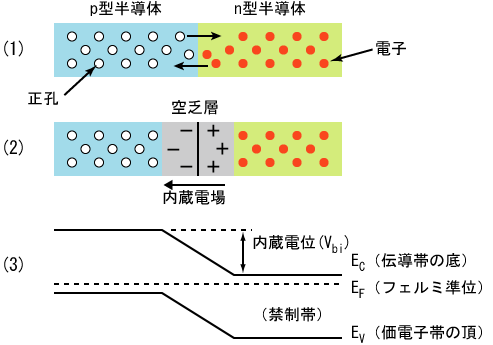 p型半導体 n型半導体
(1)
電子
正孔
空乏層
(2)
− + − + − +
内蔵電場
内蔵電位(Vbi)
EC (伝導帯の底)
(3)
EF (フェルミ準位)
(禁制帯)
EV (価電子帯の頂)